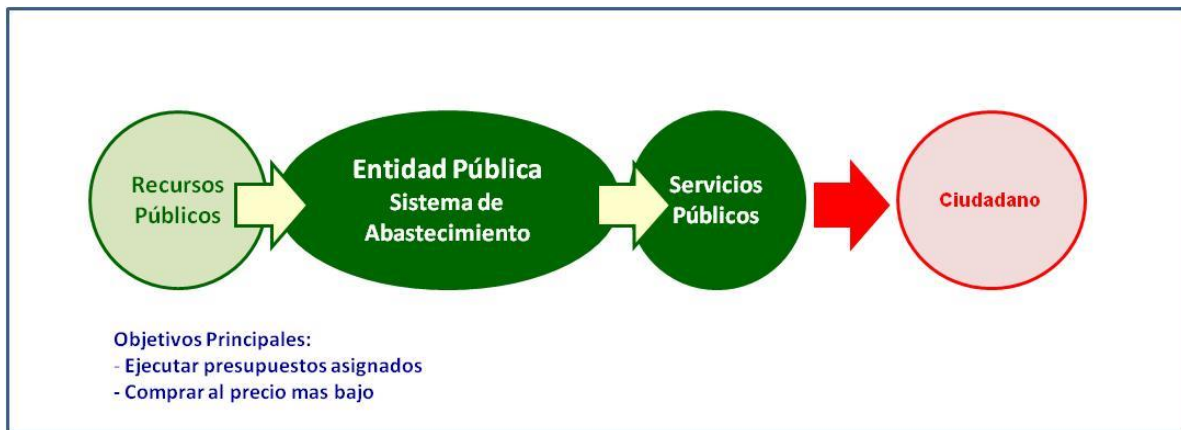 Recursos
Públicos
Entidad Pública
Sistema de
Abastecimiento
Servicios
Públicos
Ciudadano
Objetivos Principales:
- Ejecutar presupuestos asignados
- Comprar al precio mas bajo